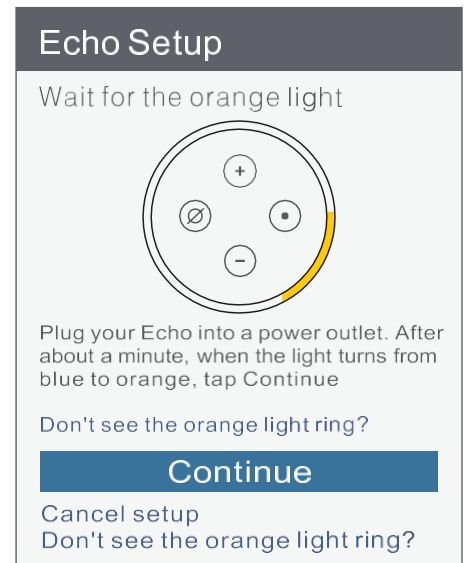 Echo Setup
Wait for the orange light
+
-
Plug your Echo into a power outlet. After
about a minute, when the light turns from
blue to orange, tap Continue
Don't see the orange light ring?
Continue
Cancel setup
Don't see the orange light ring?